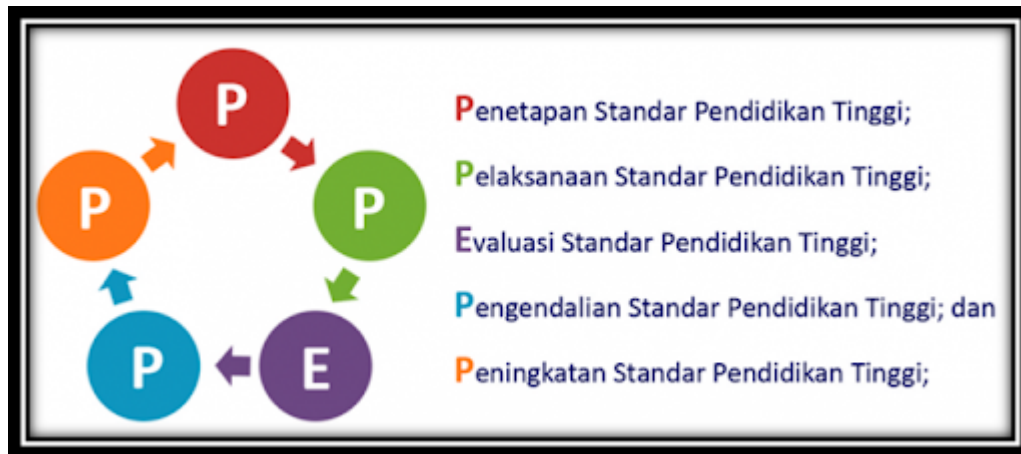 P
P
P
P
E
Penetapan Standar Pendidikan Tinggi;
Pelaksanaan Standar Pendidikan Tinggi;
Evaluasi Standar Pendidikan Tinggi;
Pengendalian Standar Pendidikan Tinggi; dan
Peningkatan Standar Pendidikan Tinggi;